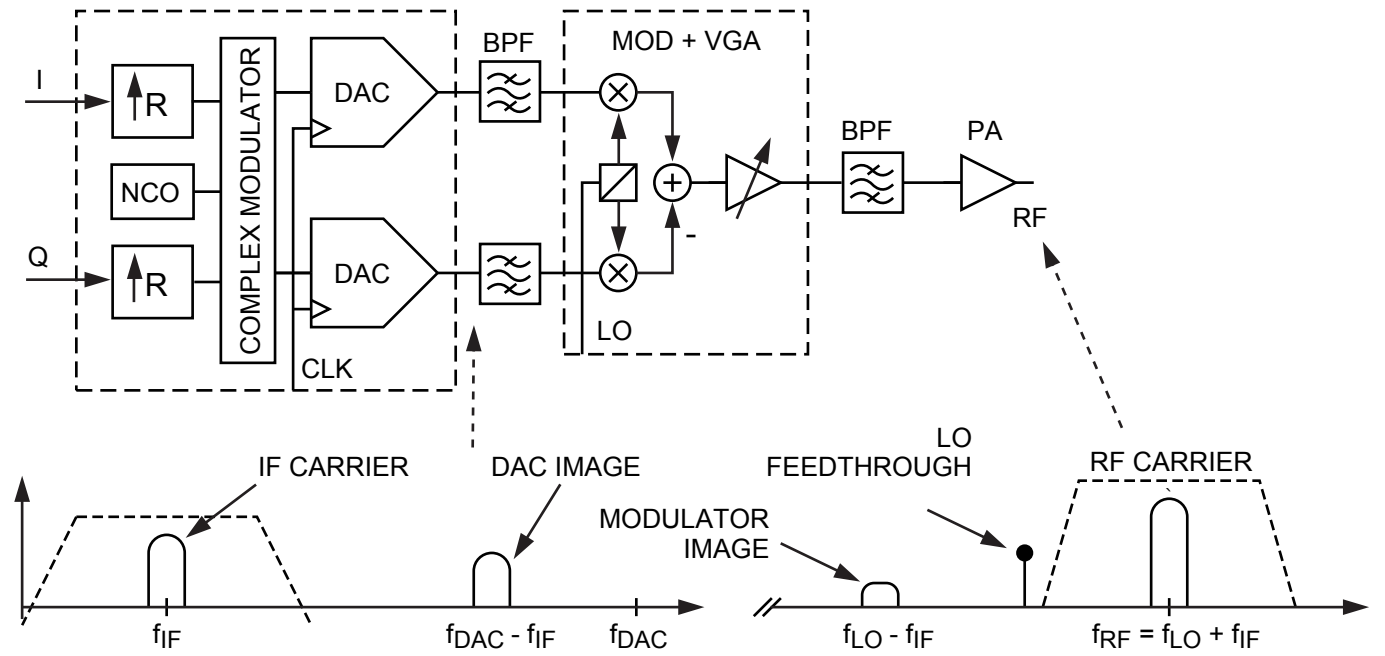 BPF
MOD + VGA
I
R
COMPLEX MODULATOR
DAC
BPF
PA
NCO
RF
-
Q
R
DAC
LO
CLK
IF CARRIER
DAC IMAGE
LO
FEEDTHROUGH
RF CARRIER
MODULATOR
IMAGE
fIF
fDAC - fIF
fDAC
fLO - fIF
fRF = fLO + fIF